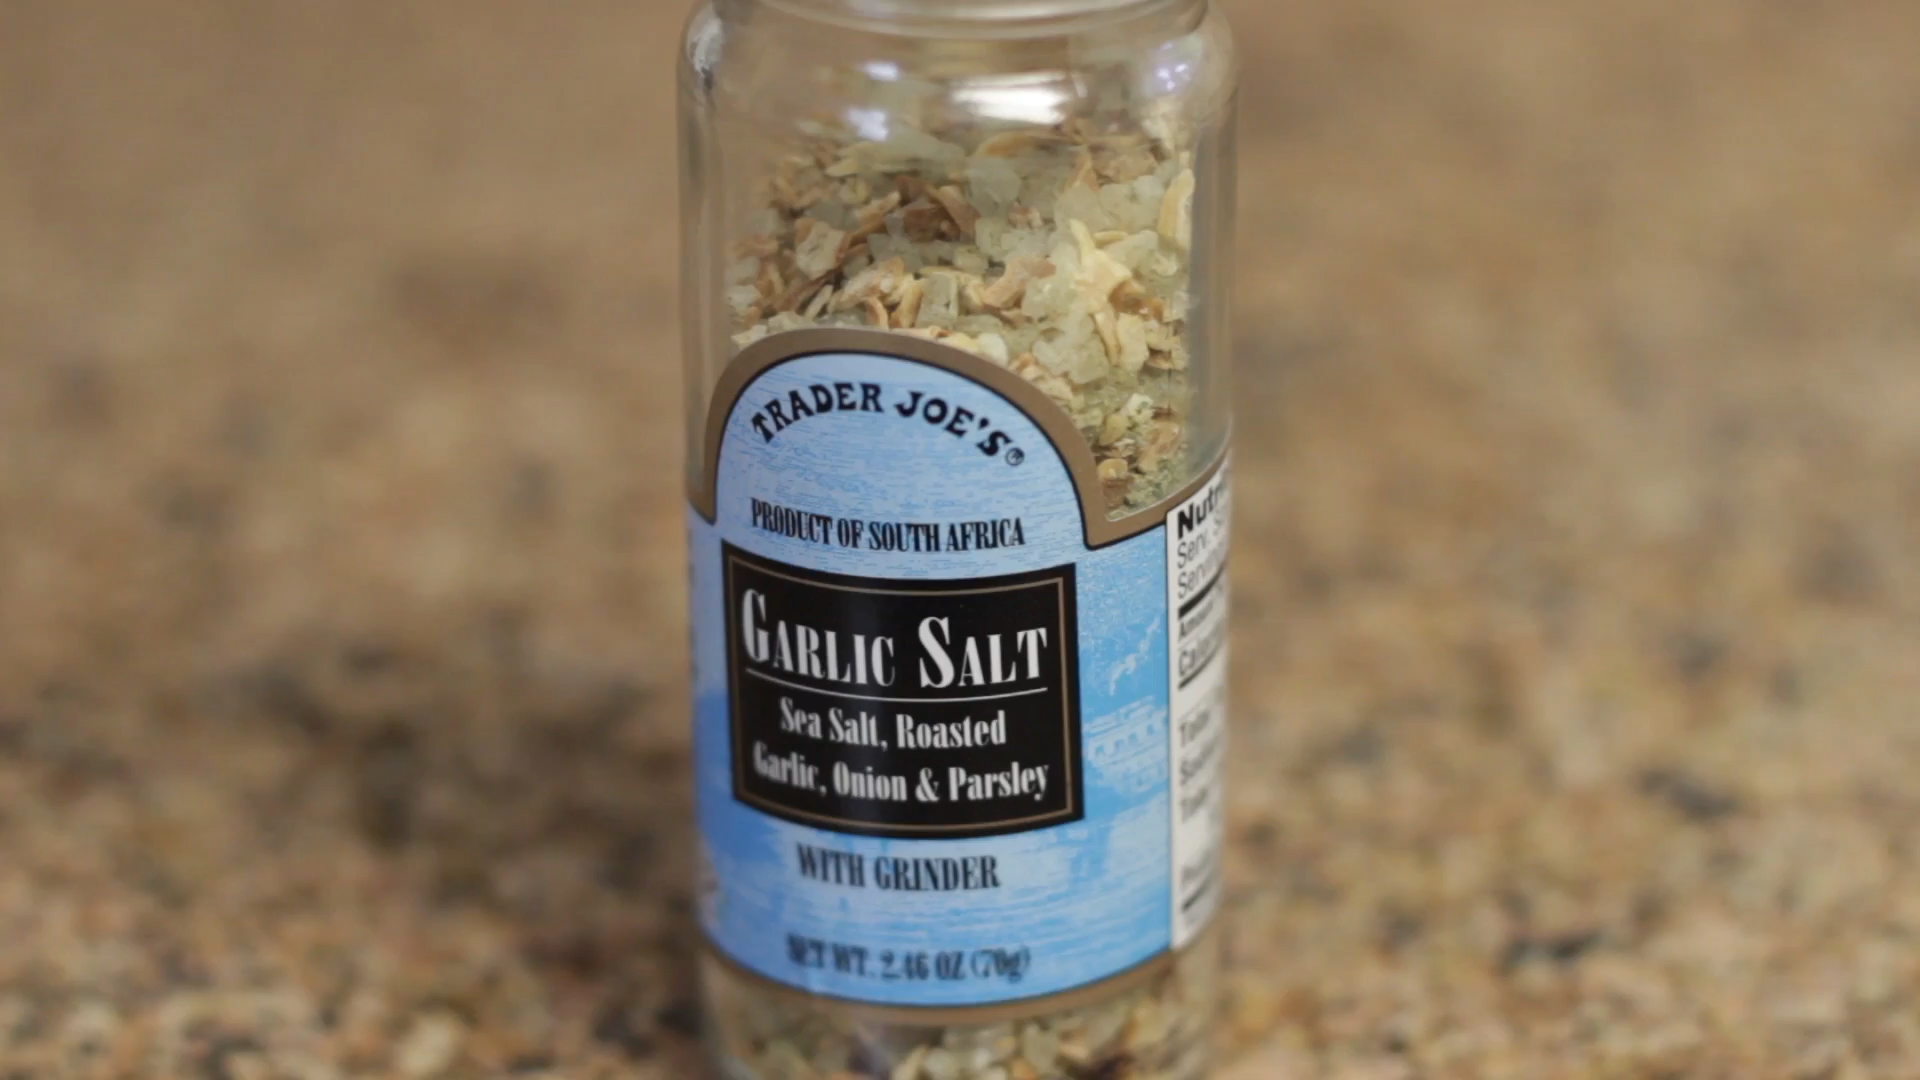 TRADER JOE'S®
PRODUCT OF SOUTH AFRICA
GARLIC SALT
Sea Salt, Roasted
Garlic, Onion & Parsley
WITH GRINDER
NET WT. 2.46 OZ (70g)